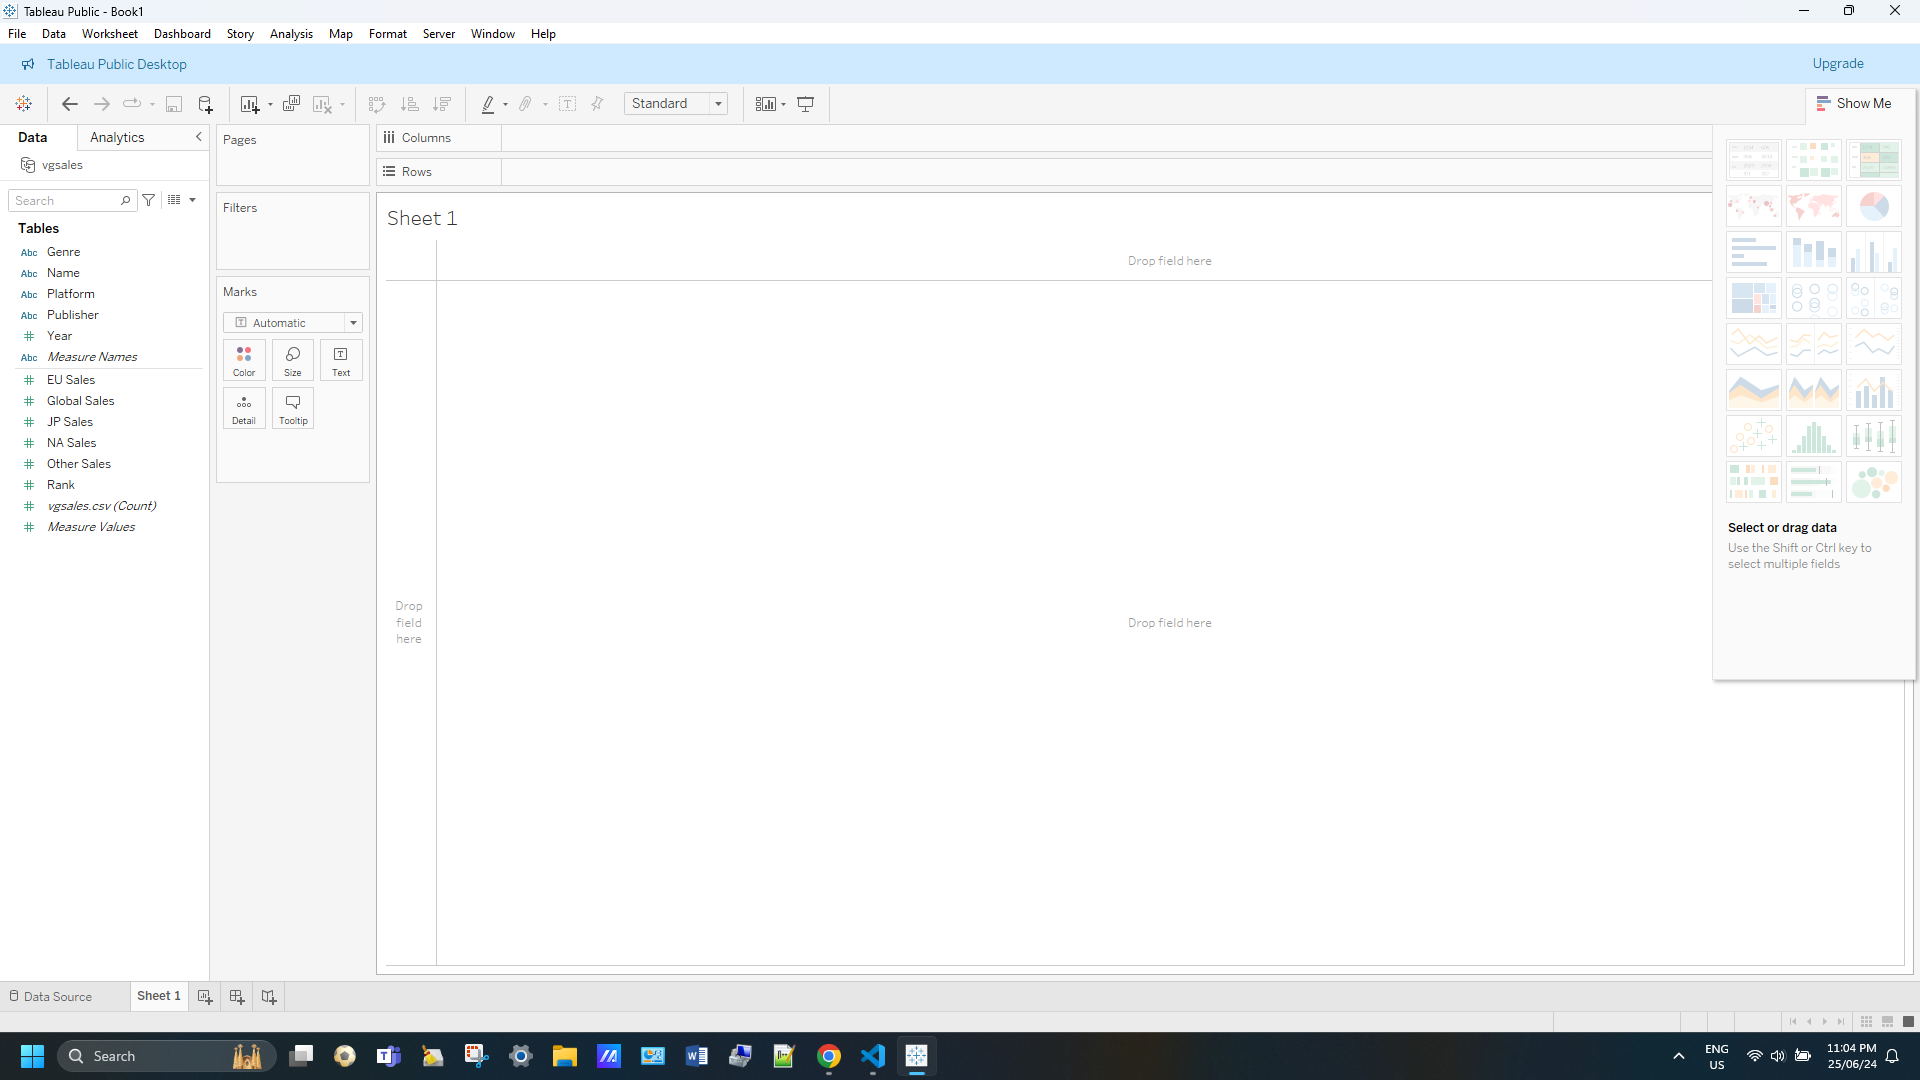 Tableau Public - Book1
File Data Worksheet Dashboard Story Analysis Map Format Server Window Help
Tableau Public Desktop
Upgrade
Standard
Show Me
Data Analytics
vgsales
Search
Tables
Abc Genre
Abc Name
Abc Platform
Abc Publisher
Year
Abc Measure Names
EU Sales
Global Sales
JP Sales
NA Sales
Other Sales
Rank
vgsales.csv (Count)
Measure Values
Pages
Filters
Marks
Automatic
Color Size Text
Detail Tooltip
Columns
Rows
Sheet 1
Drop field here
Drop
field
here
Drop field here
Select or drag data
Use the Shift or Ctrl key to
select multiple fields
Data Source
Sheet 1
Search
ENG
US
11:04 PM
25/06/24